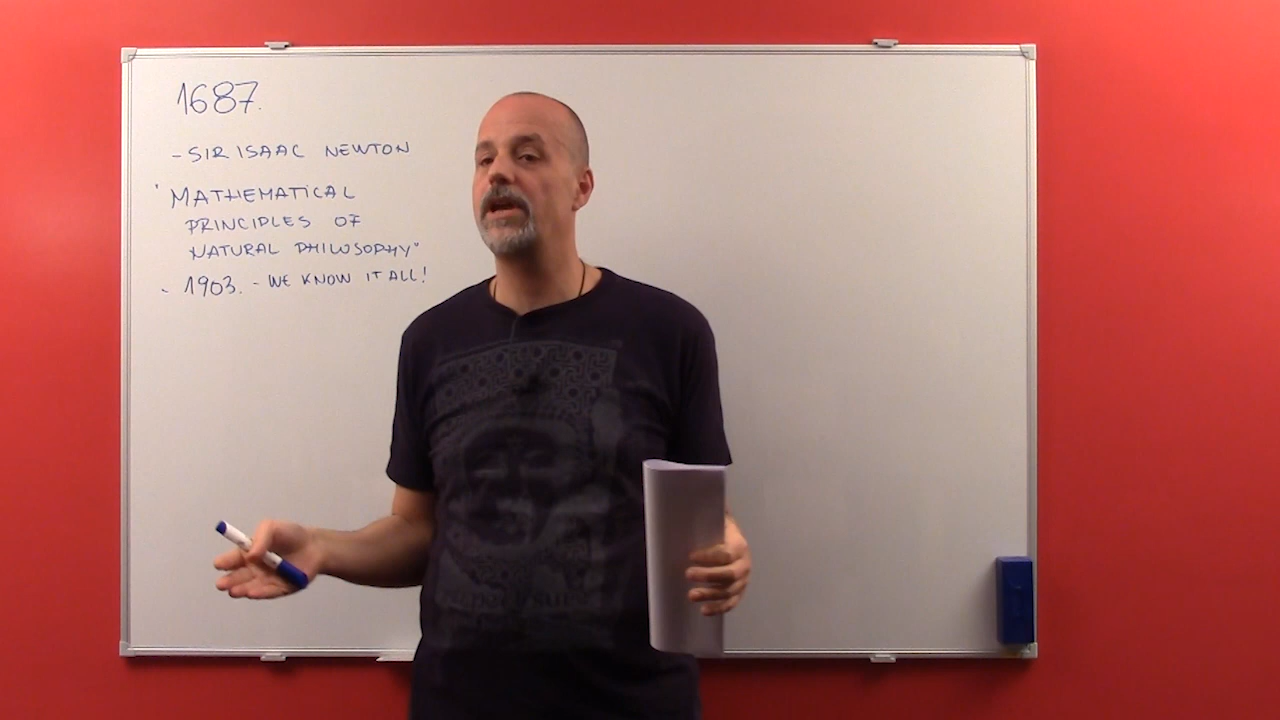 1687.
- SIR ISAAC NEWTON
"MATHEMATICAL
PRINCIPLES OF
NATURAL PHILOSOPHY"
- 1903. - WE KNOW IT ALL!